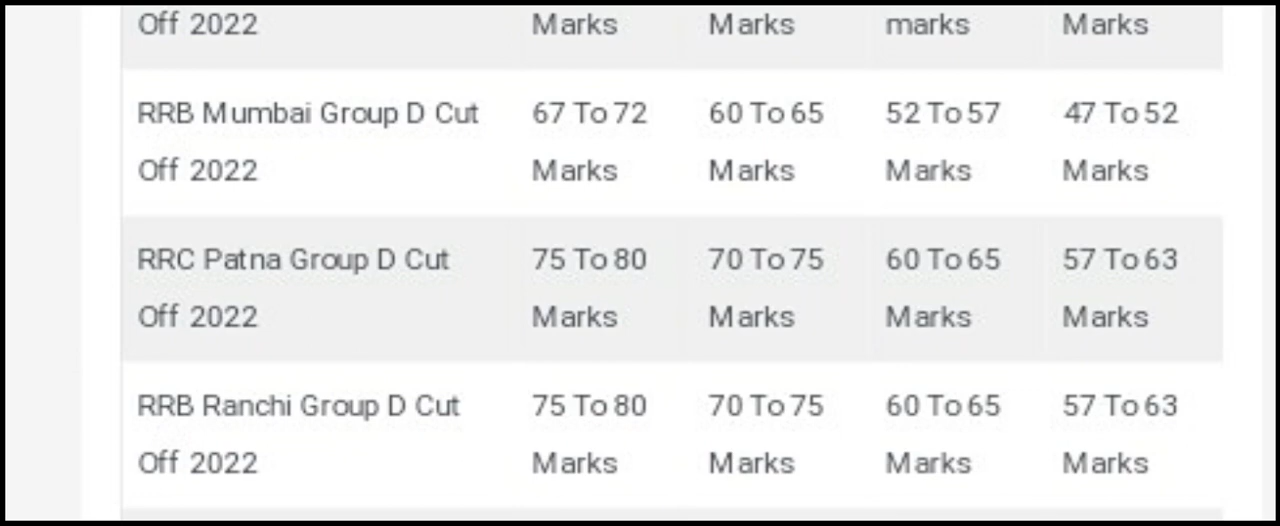 Off 2022 Marks Marks marks Marks
RRB Mumbai Group D Cut 67 To 72 60 To 65 52 To 57 47 To 52
Off 2022 Marks Marks Marks Marks
RRC Patna Group D Cut 75 To 80 70 To 75 60 To 65 57 To 63
Off 2022 Marks Marks Marks Marks
RRB Ranchi Group D Cut 75 To 80 70 To 75 60 To 65 57 To 63
Off 2022 Marks Marks Marks Marks